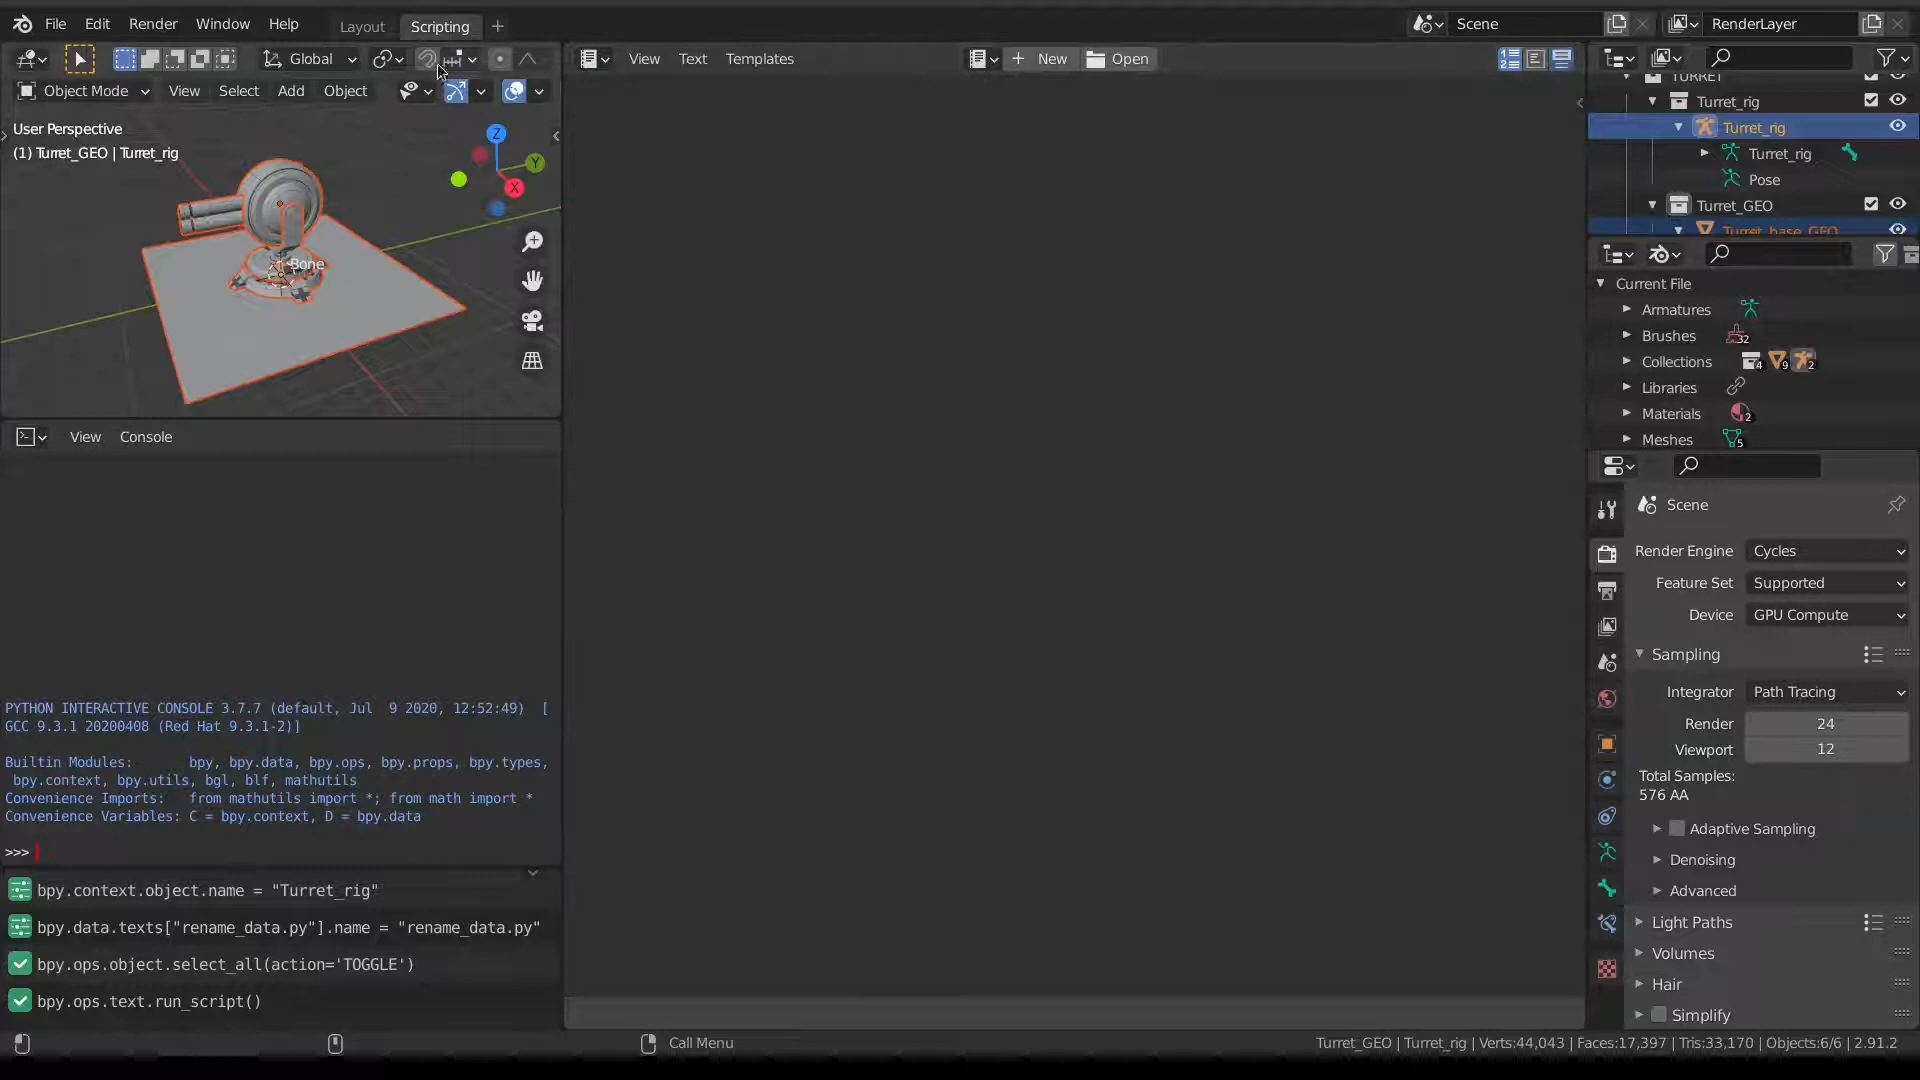 File Edit Render Window Help Layout Scripting + Scene RenderLayer
Global View Text Templates + New Open
Object Mode View Select Add Object
User Perspective
(1) Turret_GEO | Turret_rig
Z
Y
X
Bone
TURRET
Turret_rig
Turret_rig
Turret_rig
Pose
Turret_GEO
Turret_base_GEO
Current File
Armatures
Brushes 32
Collections 4 9 2
Libraries
Materials 2
Meshes 5
View Console
PYTHON INTERACTIVE CONSOLE 3.7.7 (default, Jul  9 2020, 12:52:49)  [
GCC 9.3.1 20200408 (Red Hat 9.3.1-2)]
Builtin Modules:       bpy, bpy.data, bpy.ops, bpy.props, bpy.types,
bpy.context, bpy.utils, bgl, blf, mathutils
Convenience Imports:   from mathutils import *; from math import *
Convenience Variables: C = bpy.context, D = bpy.data
>>>
bpy.context.object.name = "Turret_rig"
bpy.data.texts["rename_data.py"].name = "rename_data.py"
bpy.ops.object.select_all(action='TOGGLE')
bpy.ops.text.run_script()
Scene
Render Engine Cycles
Feature Set Supported
Device GPU Compute
Sampling
Integrator Path Tracing
Render 24
Viewport 12
Total Samples:
576 AA
Adaptive Sampling
Denoising
Advanced
Light Paths
Volumes
Hair
Simplify
Call Menu
Turret_GEO | Turret_rig | Verts:44,043 | Faces:17,397 | Tris:33,170 | Objects:6/6 | 2.91.2